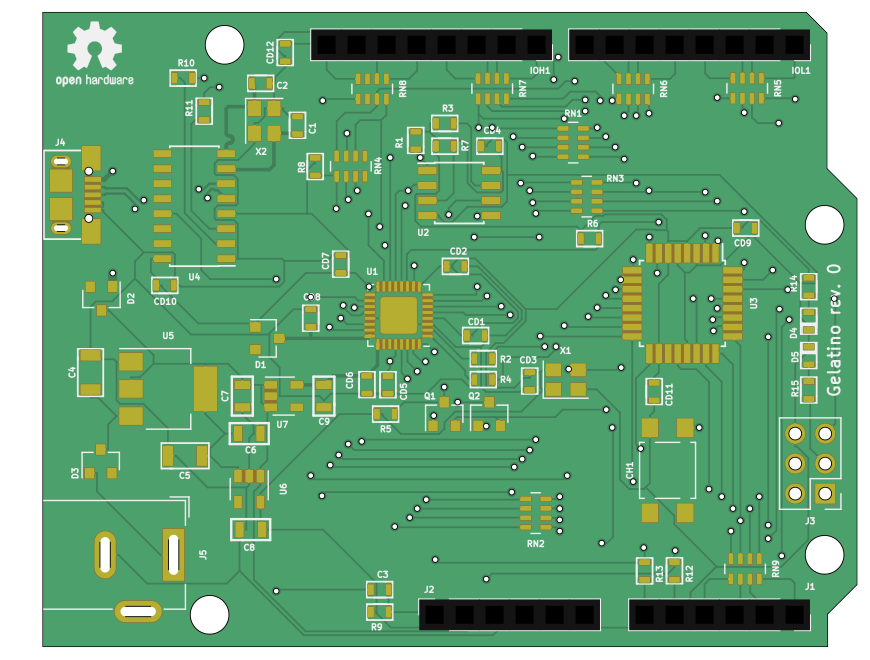 R10
CD12
IOH1
IOL1
open hardware
C2
RN8
RN7
RN6
RN5
R11
C1
R3
RN1
J4
X2
R1
R7
CD4
R8
RN4
RN3
U2
R6
CD9
U4
CD7
CD2
U1
R14
CD10
D2
CD8
U3
D4
Gelatino rev. 0
U5
CD1
D1
R2
CD3
X1
D5
C4
CD6
CD5
R4
R15
C7
C9
Q1
Q2
CD11
U7
R5
C6
D3
C5
CH1
U6
J3
J5
C8
RN2
C3
R13
R12
RN9
R9
J2
J1